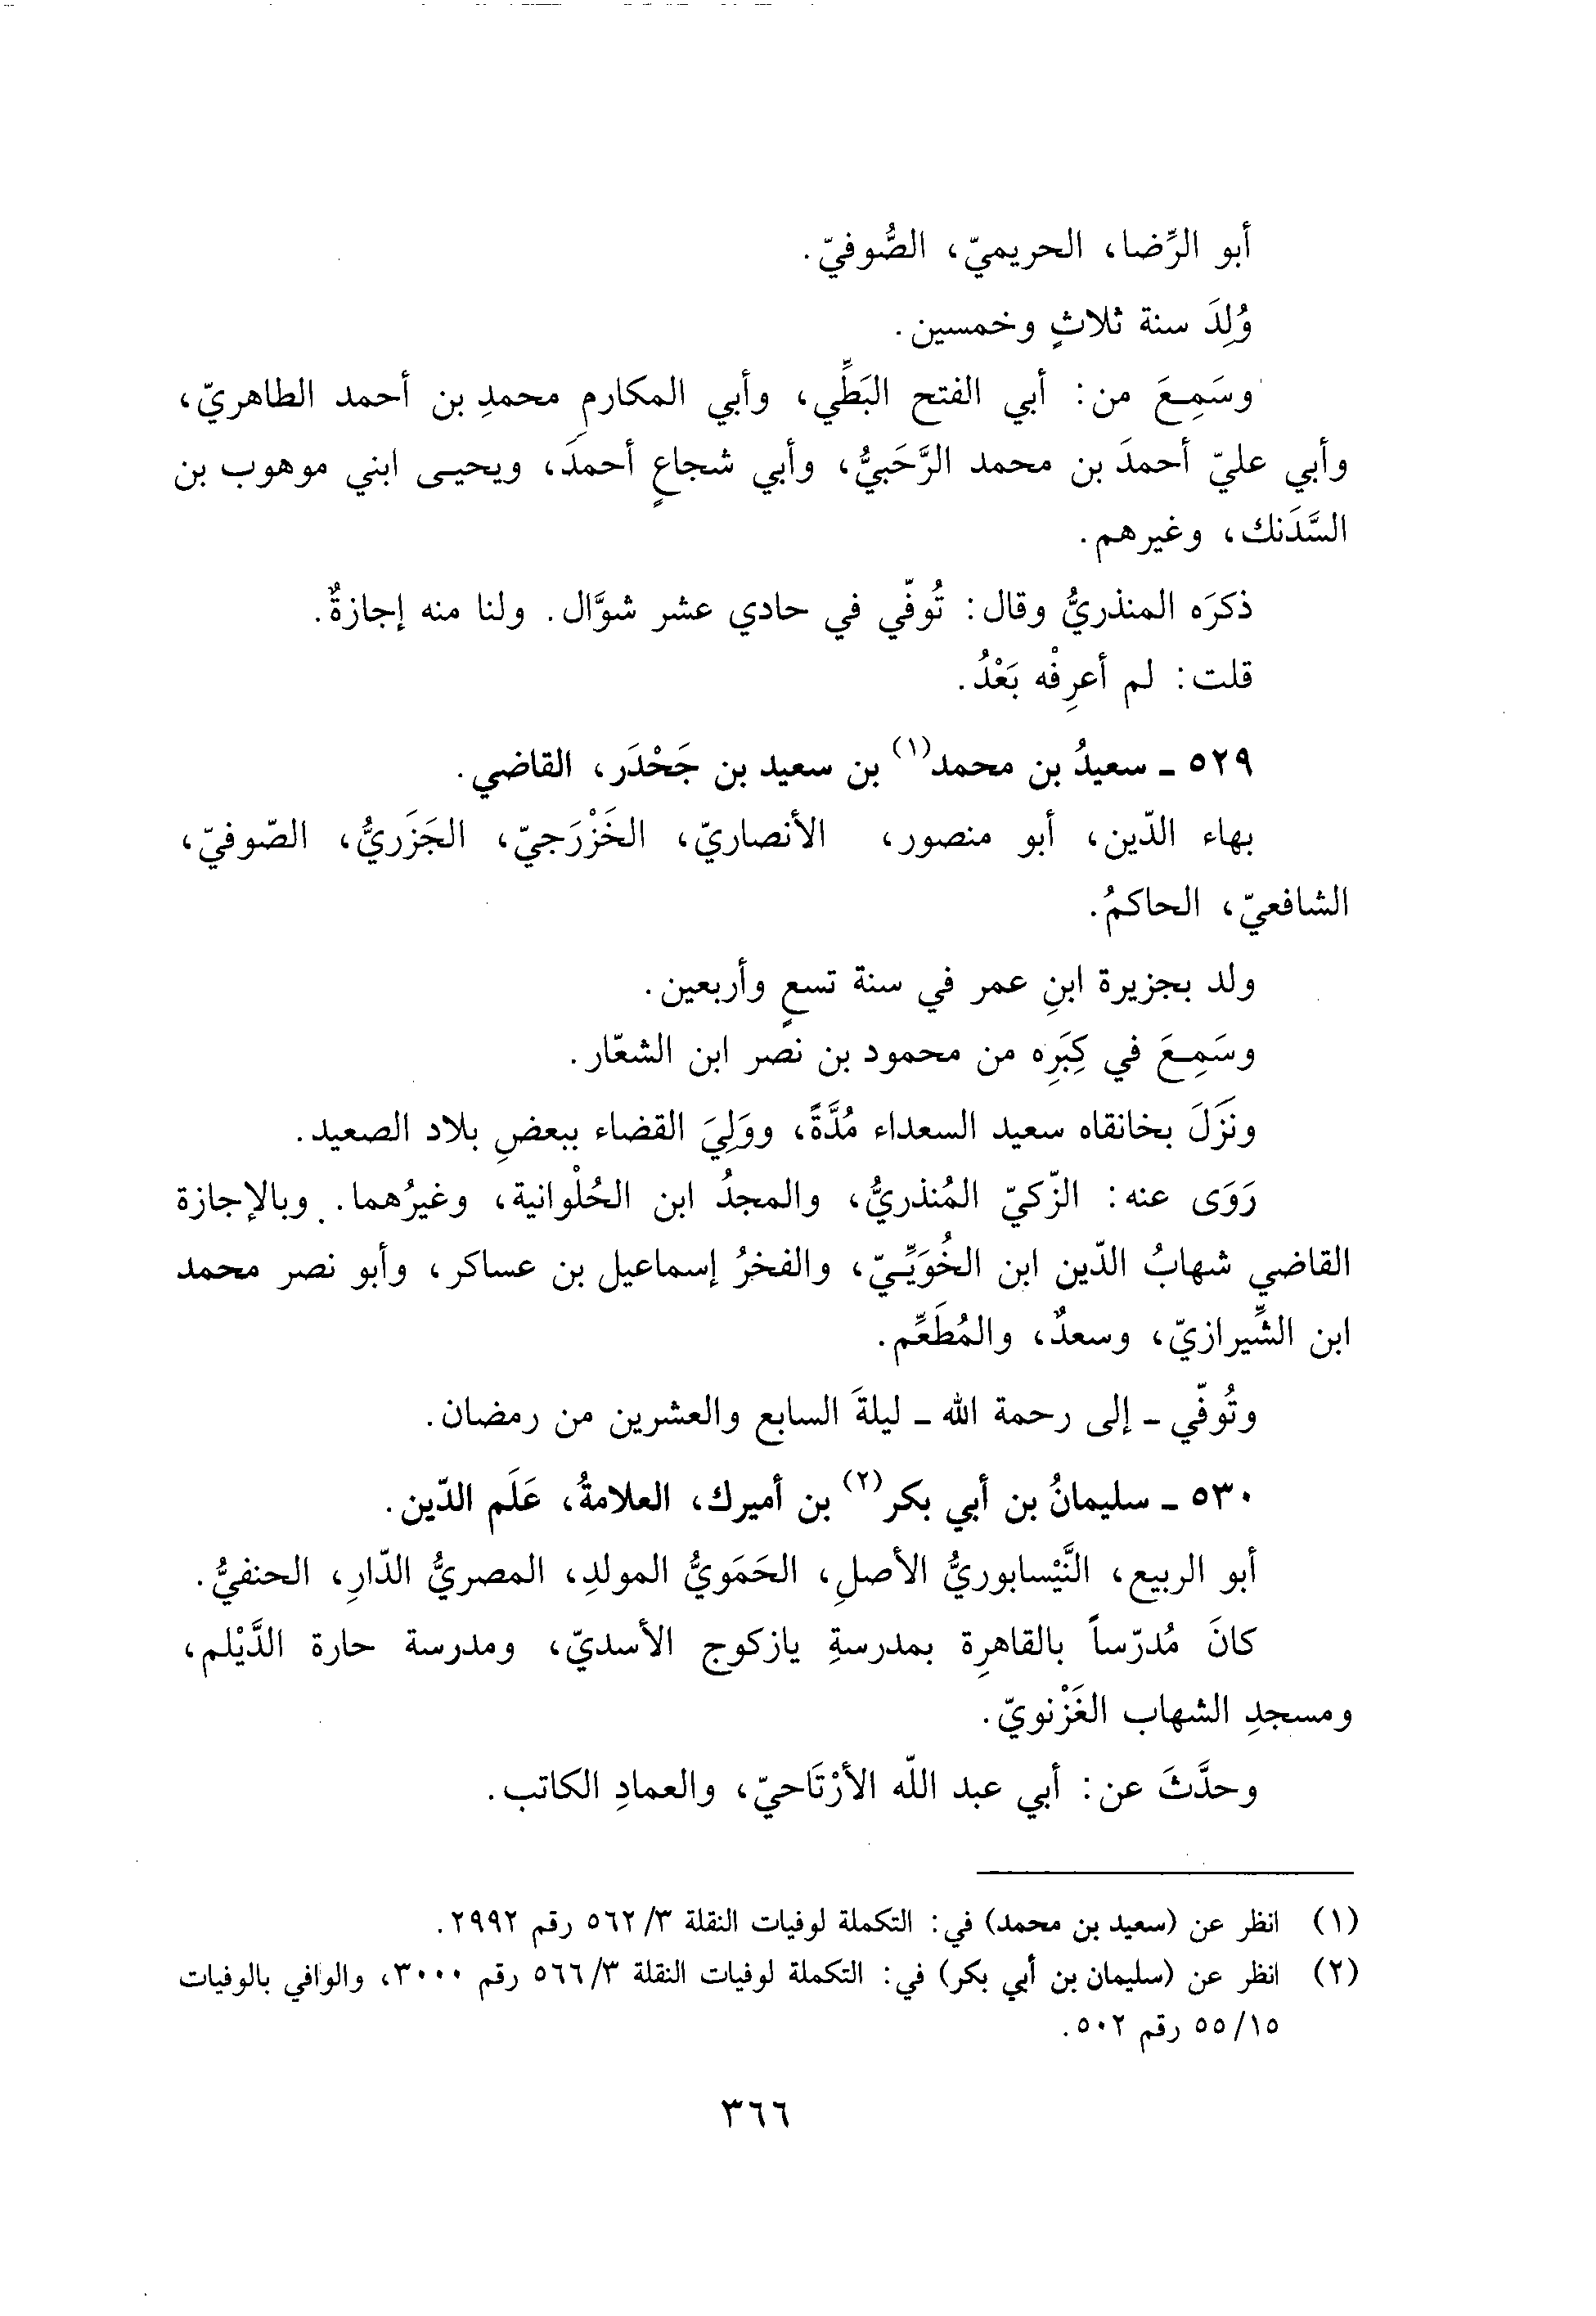 أبو الرِّضا، الحريميّ، الصُّوفيّ.
وُلِدَ سنة ثلاثٍ وخمسين.
وسَمِعَ من: أبي الفتح البَطِّي، وأبي المكارمِ محمدِ بن أحمد الطاهريّ،
وأبي عليّ أحمدَ بن محمد الرَّحَبيُّ، وأبي شجاعٍ أحمدَ، ويحيى ابني موهوب بن
السَّدَنك، وغيرهم.
ذكرَه المنذريُّ وقال: تُوفّي في حادي عشر شوَّال. ولنا منه إجازةٌ.
قلت: لم أعرِفْه بَعْدُ.
٥٢٩ ـ سعيدُ بن محمد(١) بن سعيد بن جَحْدَر، القاضي.
بهاء الدّين، أبو منصور، الأنصاريّ، الخَزْرَجيّ، الجَزَريُّ، الصّوفيّ،
الشافعيّ، الحاكمُ.
ولد بجزيرة ابنِ عمر في سنة تسعٍ وأربعين.
وسَمِعَ في كِبَرِه من محمود بن نصر ابن الشعّار.
ونَزَلَ بخانقاه سعيد السعداء مُدَّةً، ووَلِيَ القضاء ببعضِ بلاد الصعيد.
رَوَى عنه: الزّكيّ المُنذريُّ، والمجدُ ابن الحُلْوانية، وغيرُهما. وبالإجازة
القاضي شهابُ الدّين ابن الخُوَيِّيّ، والفخرُ إسماعيل بن عساكر، وأبو نصر محمد
ابن الشِّيرازيّ، وسعدٌ، والمُطَعِّم.
وتُوفّي ـ إلى رحمة الله ـ ليلةَ السابع والعشرين من رمضان.
٥٣٠ ـ سليمانُ بن أبي بكر(٢) بن أميرك، العلامةُ، عَلَم الدّين.
أبو الربيع، النَّيْسابوريُّ الأصلِ، الحَمَويُّ المولدِ، المصريُّ الدّارِ، الحنفيُّ.
كانَ مُدرّساً بالقاهرِة بمدرسةِ يازكوج الأسديّ، ومدرسة حارة الدَّيْلم،
ومسجدِ الشهاب الغَزْنويّ.
وحدَّثَ عن: أبي عبد اللّه الأرْتَاحيّ، والعمادِ الكاتب.
(١) انظر عن (سعيد بن محمد) في: التكملة لوفيات النقلة ٣/ ٥٦٢ رقم ٢٩٩٢.
(٢) انظر عن (سليمان بن أبي بكر) في: التكملة لوفيات النقلة ٣/ ٥٦٦ رقم ٣٠٠٠، والوافي بالوفيات
١٥/ ٥٥ رقم ٥٠٢.
٣٦٦